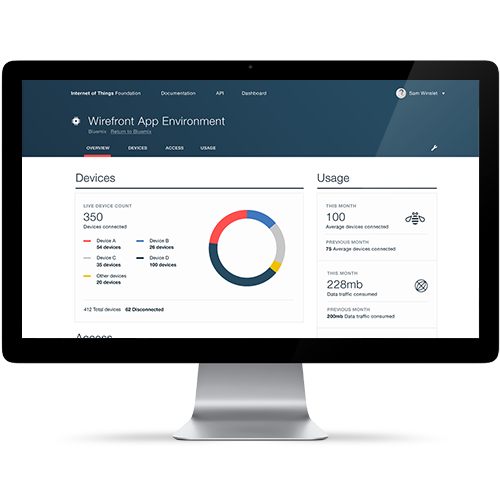 Internet of Things Foundation Documentation API Dashboard Sam Winslet
Wirefront App Environment
Bluemix Return to Bluemix
OVERVIEW DEVICES ACCESS USAGE
Devices
LIVE DEVICE COUNT
350
Devices connected
Device A
54 devices
Device B
26 devices
Device C
35 devices
Device D
100 devices
Other devices
20 devices
412 Total devices 62 Disconnected
Access
Usage
THIS MONTH
100
Average devices connected
PREVIOUS MONTH
75 Average devices connected
THIS MONTH
228mb
Data traffic consumed
PREVIOUS MONTH
200mb Data traffic consumed